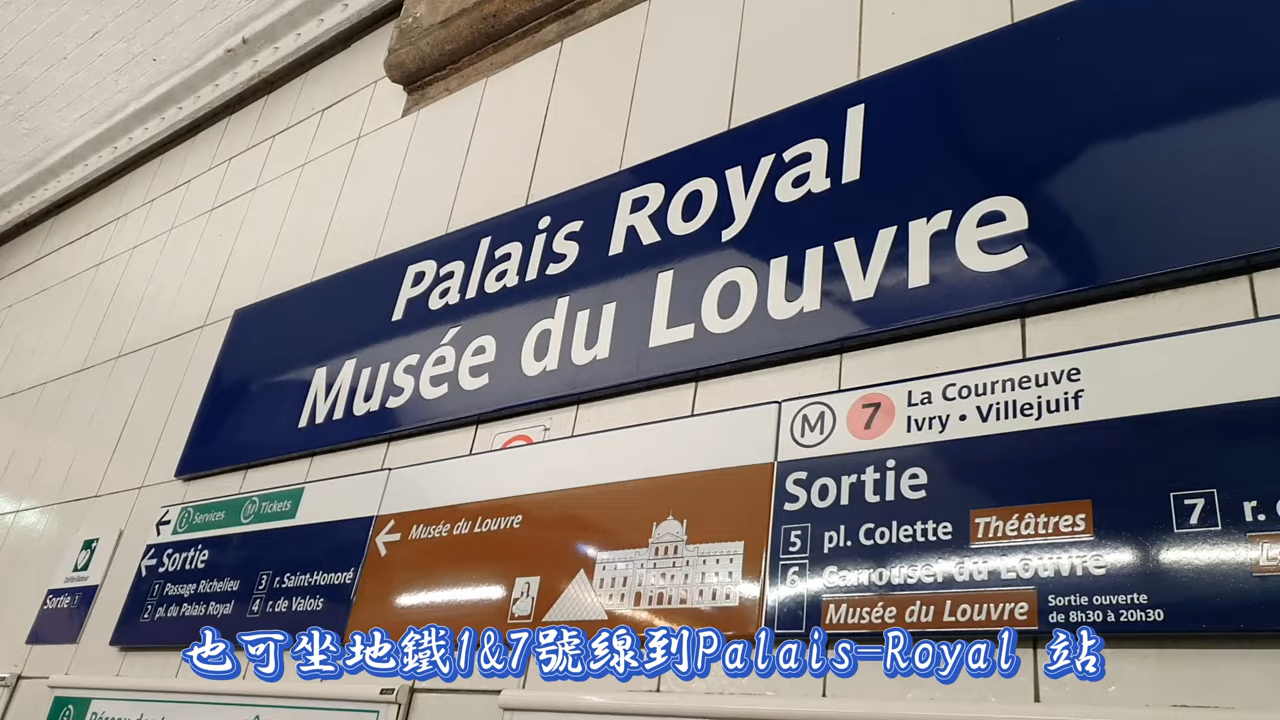 Palais Royal
Musée du Louvre
M 7 La Courneuve
Ivry • Villejuif
Services M Tickets
Sortie
1 Passage Richelieu
2 pl. du Palais Royal
3 r. Saint-Honoré
4 r. de Valois
Musée du Louvre
Sortie
5 pl. Colette Théâtres
6 Carrousel du Louvre
Musée du Louvre
Sortie ouverte
de 8h30 à 20h30
7 r.
Sortie 1
也可坐地鐵1&7號線到Palais-Royal 站